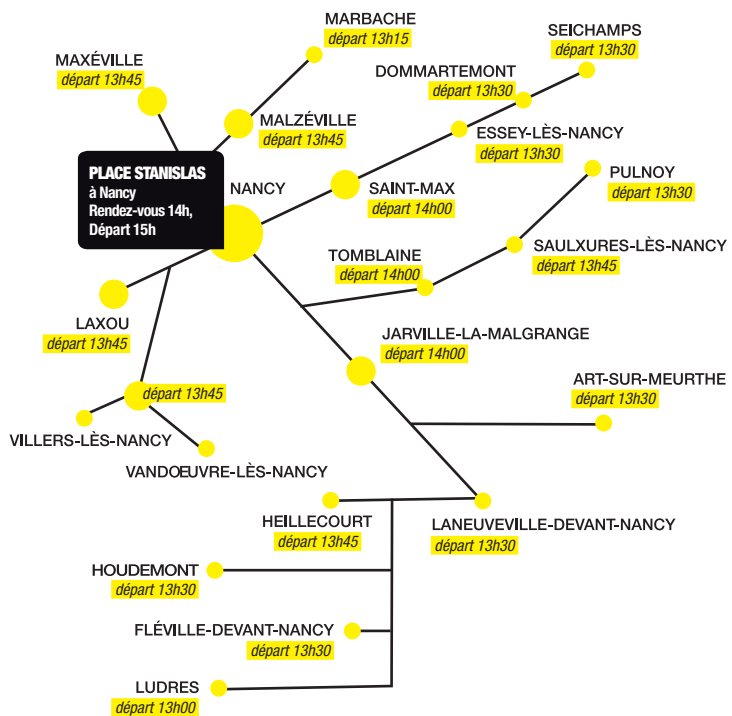 MARBACHE
départ 13h15
SEICHAMPS
départ 13h30
MAXÉVILLE
départ 13h45
DOMMARTEMONT
départ 13h30
MALZÉVILLE
départ 13h45
ESSEY-LÈS-NANCY
départ 13h30
PLACE STANISLAS
à Nancy
Rendez-vous 14h,
Départ 15h
NANCY
SAINT-MAX
départ 14h00
PULNOY
départ 13h30
TOMBLAINE
départ 14h00
SAULXURES-LÈS-NANCY
départ 13h45
LAXOU
départ 13h45
JARVILLE-LA-MALGRANGE
départ 14h00
ART-SUR-MEURTHE
départ 13h30
départ 13h45
VILLERS-LÈS-NANCY
VANDŒUVRE-LÈS-NANCY
HEILLECOURT
départ 13h45
LANEUVEVILLE-DEVANT-NANCY
départ 13h30
HOUDEMONT
départ 13h30
FLÉVILLE-DEVANT-NANCY
départ 13h30
LUDRES
départ 13h00